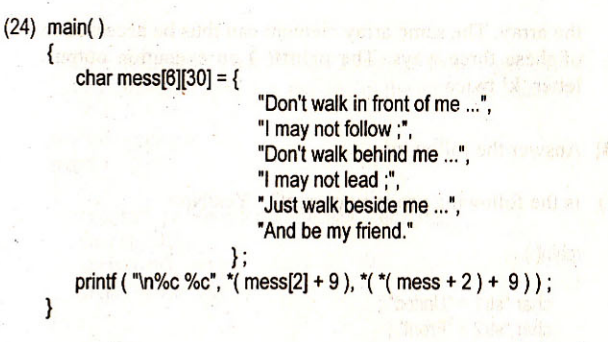 (24) main( )
{
char mess[6][30] = {
"Don't walk in front of me ...",
"I may not follow ;",
"Don't walk behind me ...",
"I may not lead ;",
"Just walk beside me ...",
"And be my friend."
} ;
printf ( "\n%c %c", *( mess[2] + 9 ), *( *( mess + 2 ) + 9 ) ) ;
}